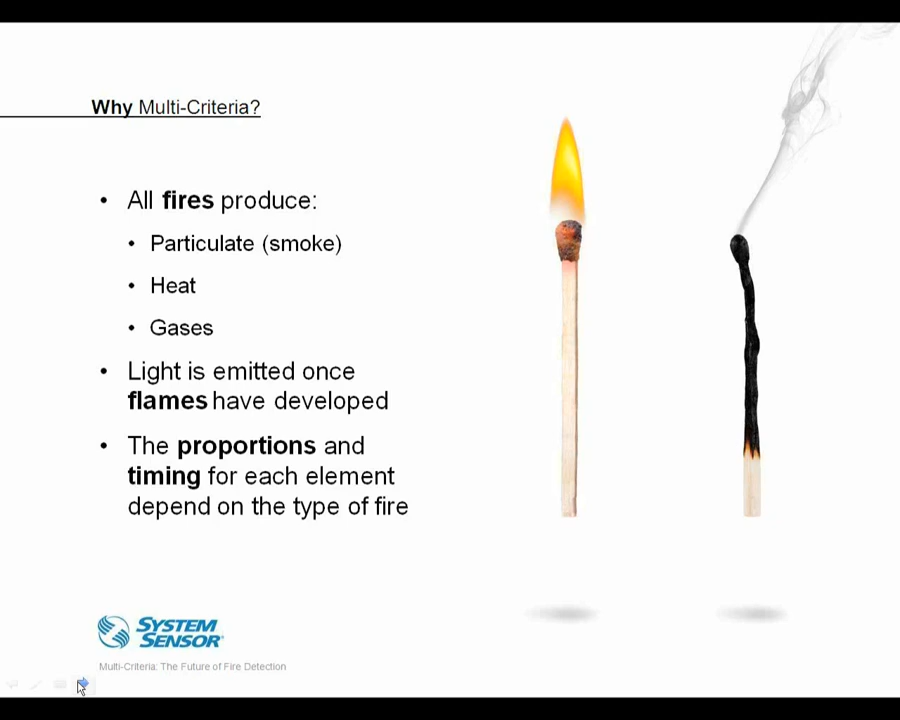 Why Multi-Criteria?
• All fires produce:
• Particulate (smoke)
• Heat
• Gases
• Light is emitted once
flames have developed
• The proportions and
timing for each element
depend on the type of fire
SYSTEM
SENSOR
Multi-Criteria: The Future of Fire Detection